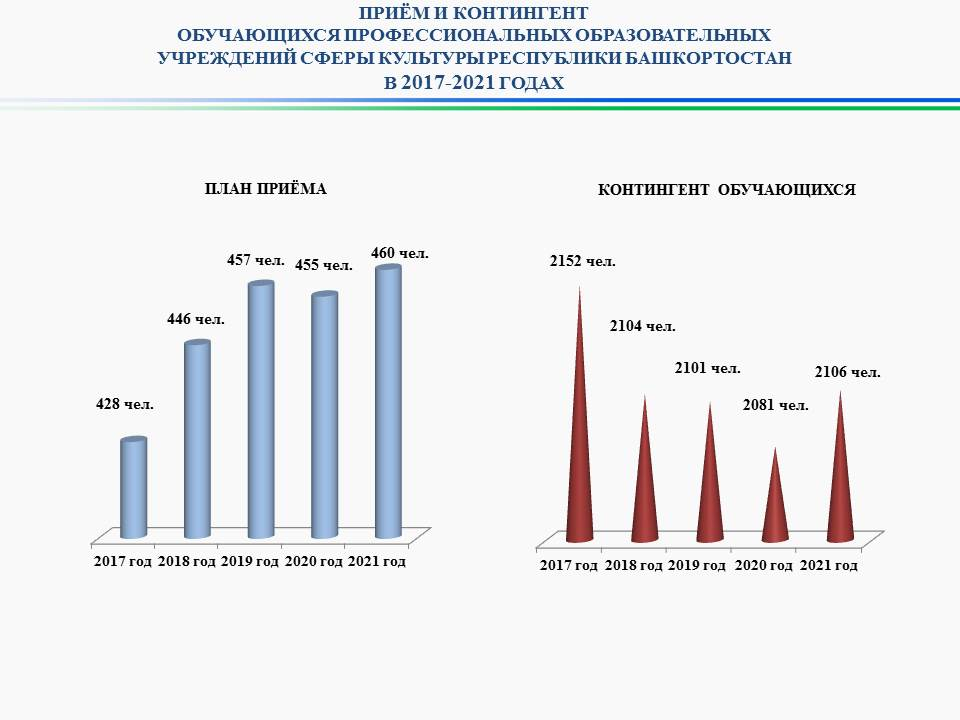 ПРИЁМ И КОНТИНГЕНТ
ОБУЧАЮЩИХСЯ ПРОФЕССИОНАЛЬНЫХ ОБРАЗОВАТЕЛЬНЫХ
УЧРЕЖДЕНИЙ СФЕРЫ КУЛЬТУРЫ РЕСПУБЛИКИ БАШКОРТОСТАН
В 2017-2021 ГОДАХ
ПЛАН ПРИЁМА
428 чел.
446 чел.
457 чел.
455 чел.
460 чел.
2017 год 2018 год 2019 год 2020 год 2021 год
КОНТИНГЕНТ ОБУЧАЮЩИХСЯ
2152 чел.
2104 чел.
2101 чел.
2081 чел.
2106 чел.
2017 год 2018 год 2019 год 2020 год 2021 год